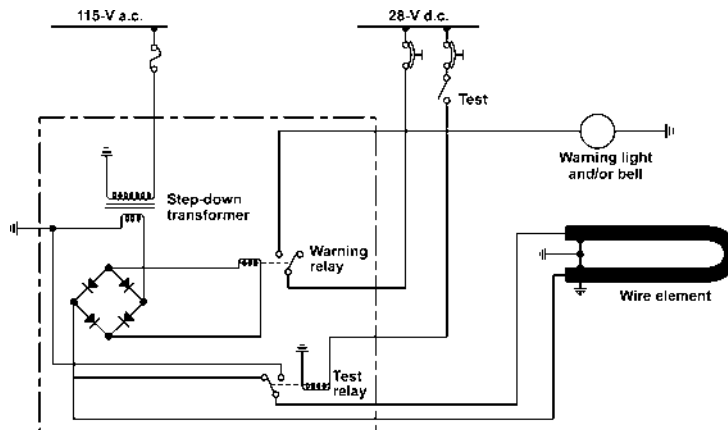 115-V a.c.
28-V d.c.
Test
Warning light
and/or bell
Step-down
transformer
Warning
relay
Wire element
Test
relay